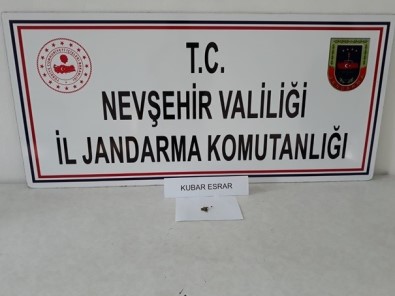 T.C.
NEVŞEHİR VALİLİĞİ
İL JANDARMA KOMUTANLIĞI
KUBAR ESRAR